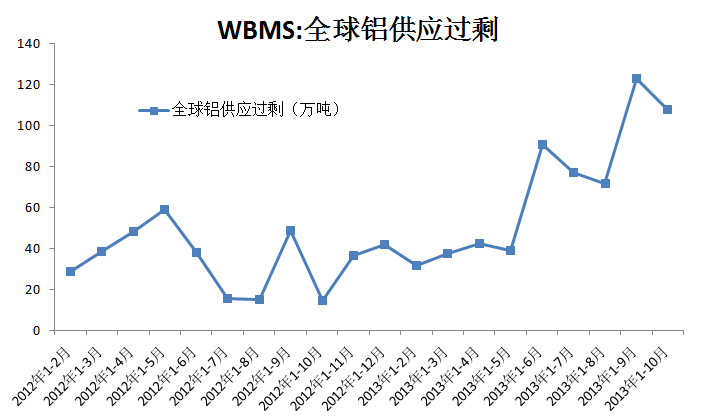 WBMS:全球铝供应过剩
140
120
100
80
60
40
20
0
全球铝供应过剩（万吨）
2012年1-2月
2012年1-3月
2012年1-4月
2012年1-5月
2012年1-6月
2012年1-7月
2012年1-8月
2012年1-9月
2012年1-10月
2012年1-11月
2012年1-12月
2013年1-2月
2013年1-3月
2013年1-4月
2013年1-5月
2013年1-6月
2013年1-7月
2013年1-8月
2013年1-9月
2013年1-10月